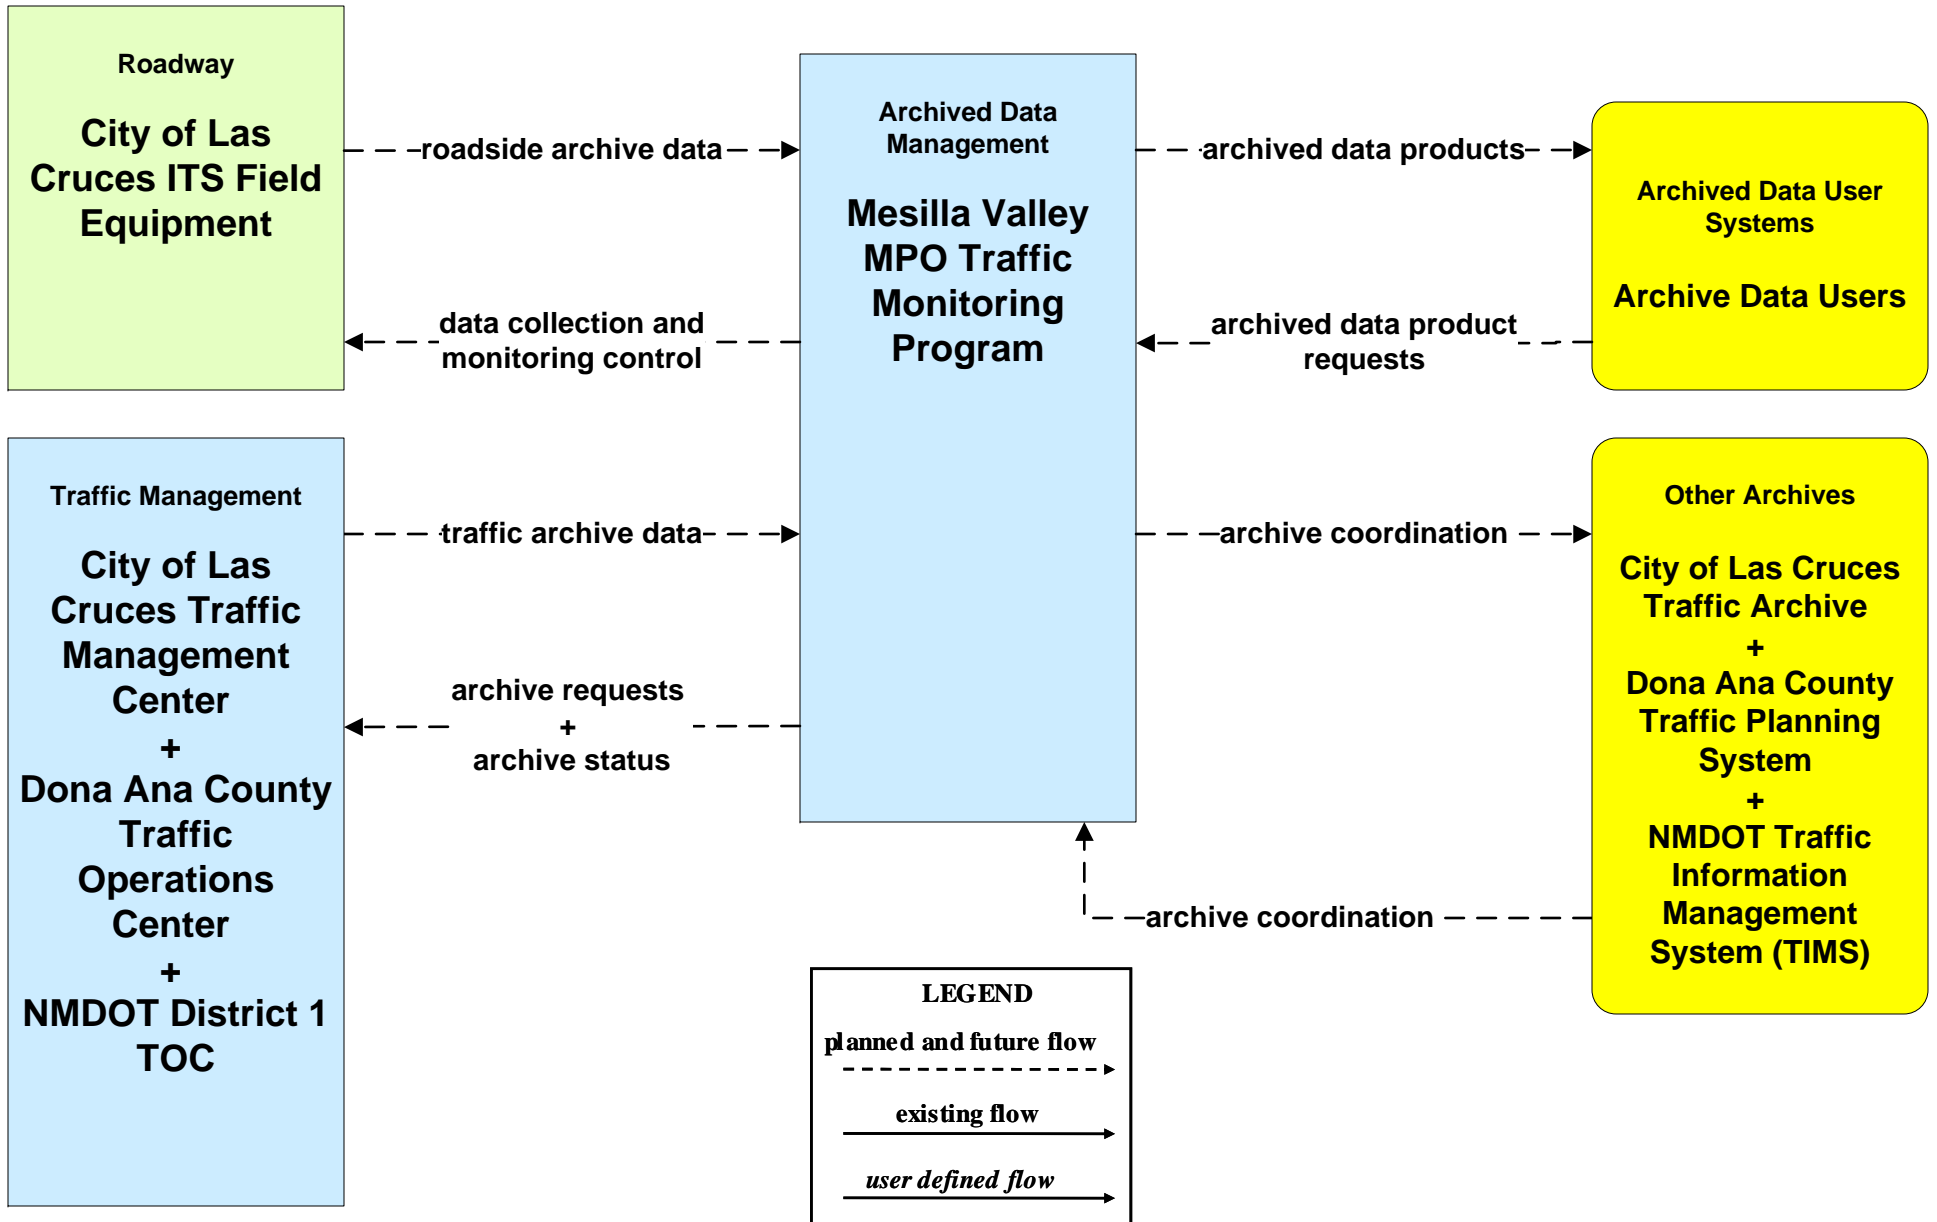 Roadway
City of Las
Cruces ITS Field
Equipment
roadside archive data
data collection and
monitoring control
Traffic Management
City of Las
Cruces Traffic
Management
Center
+
Dona Ana County
Traffic
Operations
Center
+
NMDOT District 1
TOC
traffic archive data
archive requests
+
archive status
Archived Data
Management
Mesilla Valley
MPO Traffic
Monitoring
Program
archived data products
archived data product
requests
Archived Data User
Systems
Archive Data Users
archive coordination
archive coordination
Other Archives
City of Las Cruces
Traffic Archive
+
Dona Ana County
Traffic Planning
System
+
NMDOT Traffic
Information
Management
System (TIMS)
LEGEND
planned and future flow
existing flow
user defined flow